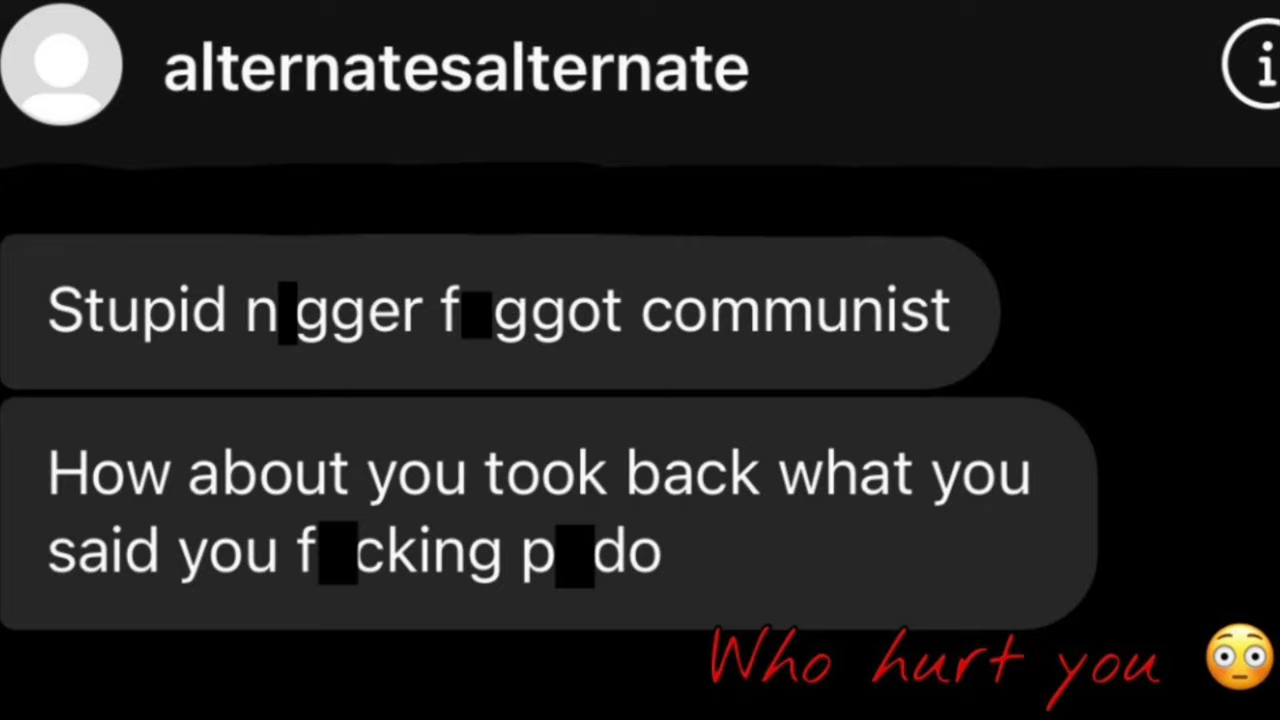 alternatesalternate
Stupid n█gger f█ggot communist
How about you took back what you
said you f█cking p█do
Who hurt you 😳